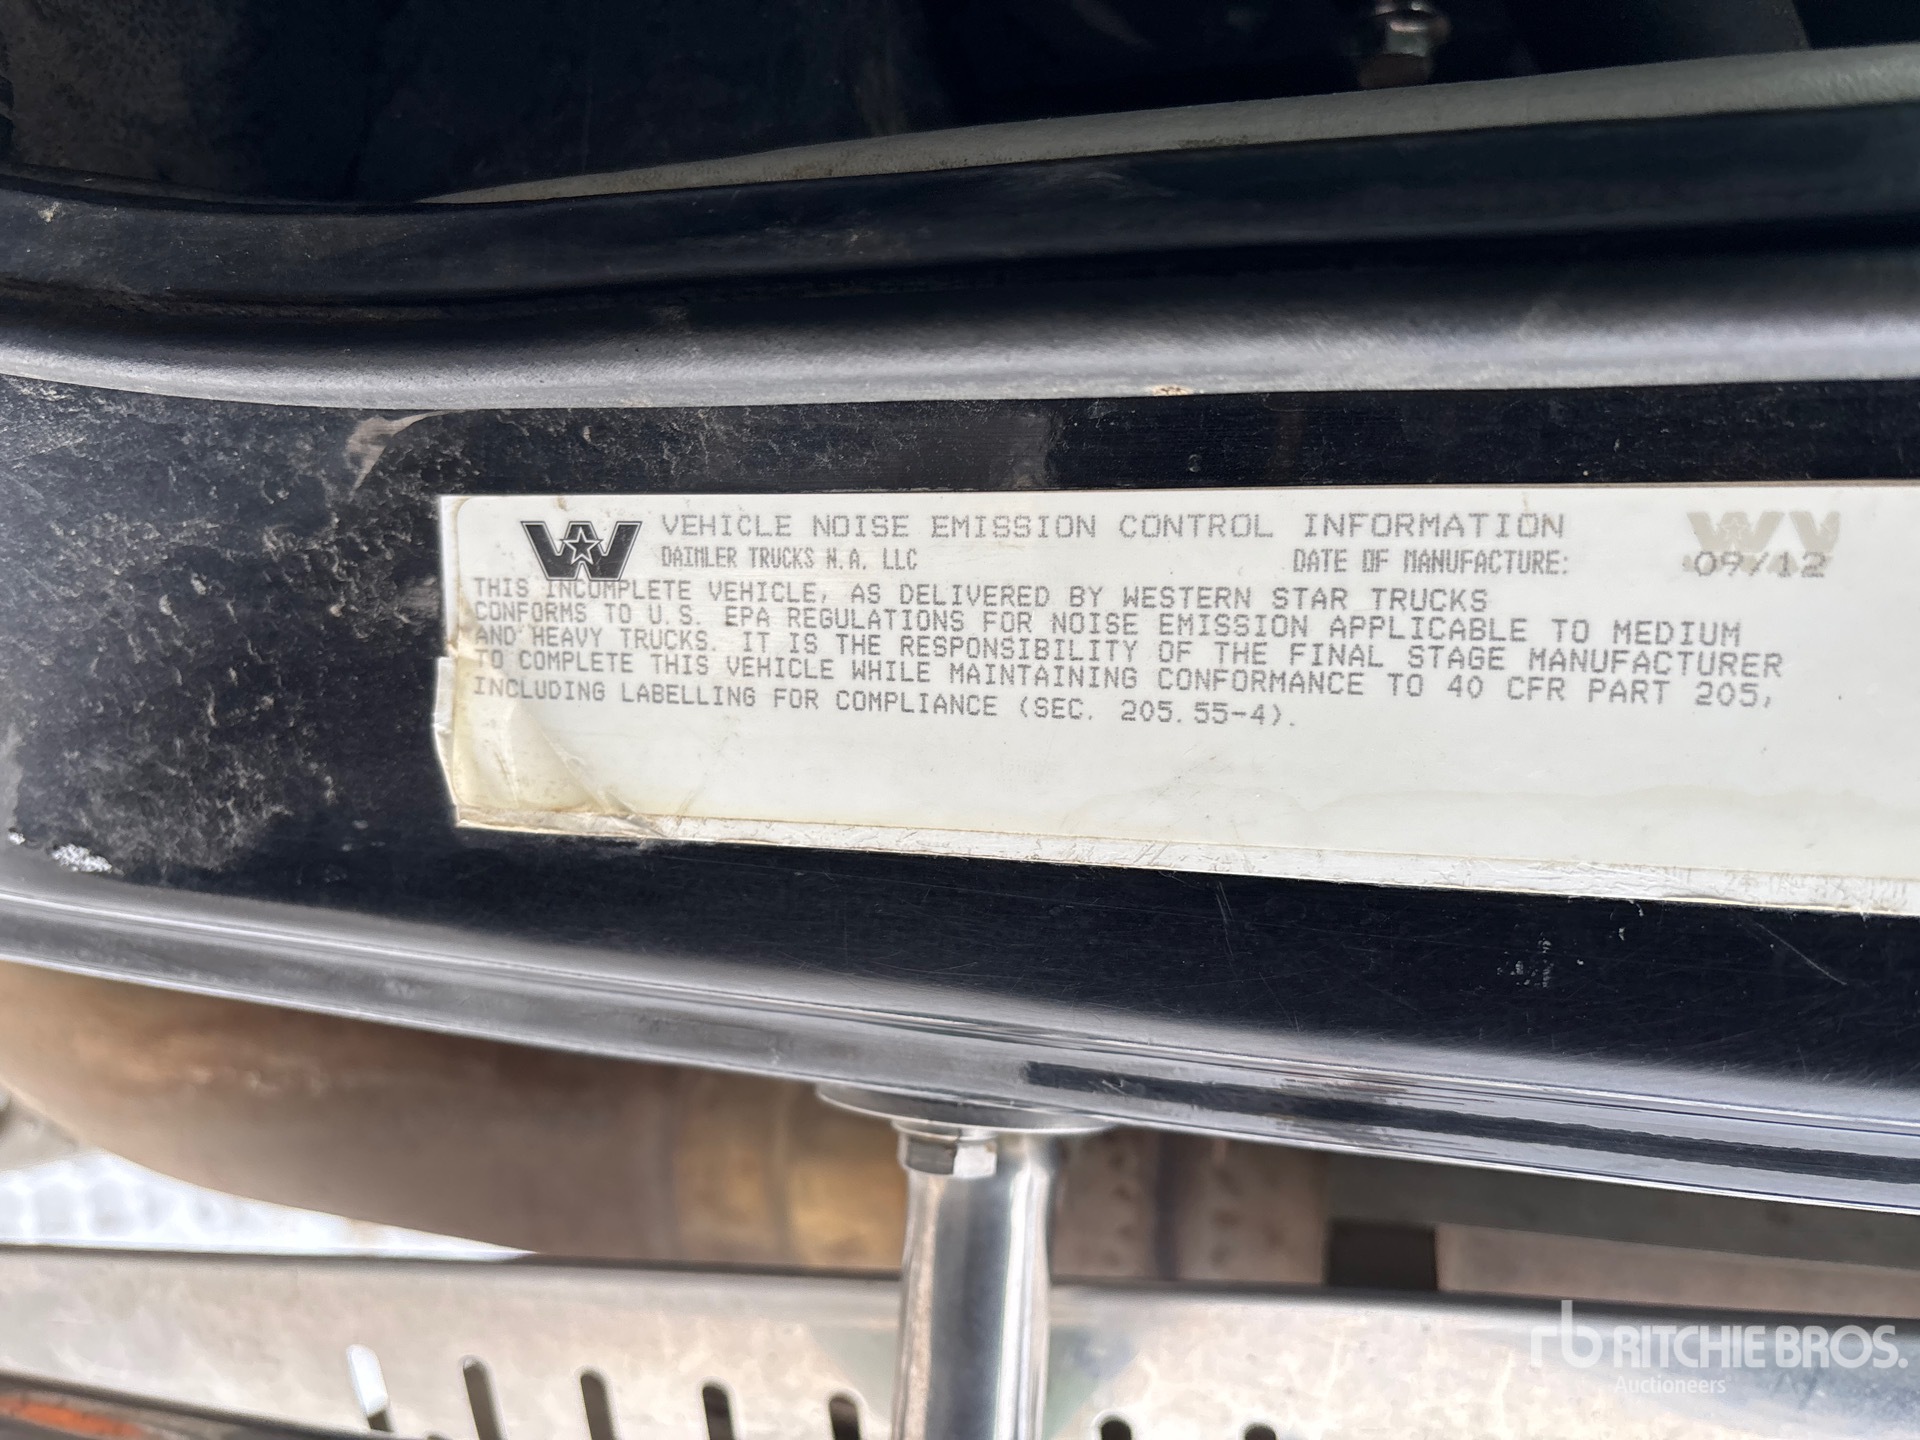 VEHICLE NOISE EMISSION CONTROL INFORMATION
DAIMLER TRUCKS N.A. LLC DATE OF MANUFACTURE: 09/12
THIS INCOMPLETE VEHICLE, AS DELIVERED BY WESTERN STAR TRUCKS
CONFORMS TO U.S. EPA REGULATIONS FOR NOISE EMISSION APPLICABLE TO MEDIUM
AND HEAVY TRUCKS. IT IS THE RESPONSIBILITY OF THE FINAL STAGE MANUFACTURER
TO COMPLETE THIS VEHICLE WHILE MAINTAINING CONFORMANCE TO 40 CFR PART 205,
INCLUDING LABELLING FOR COMPLIANCE (SEC. 205.55-4).
rb RITCHIE BROS.
Auctioneers